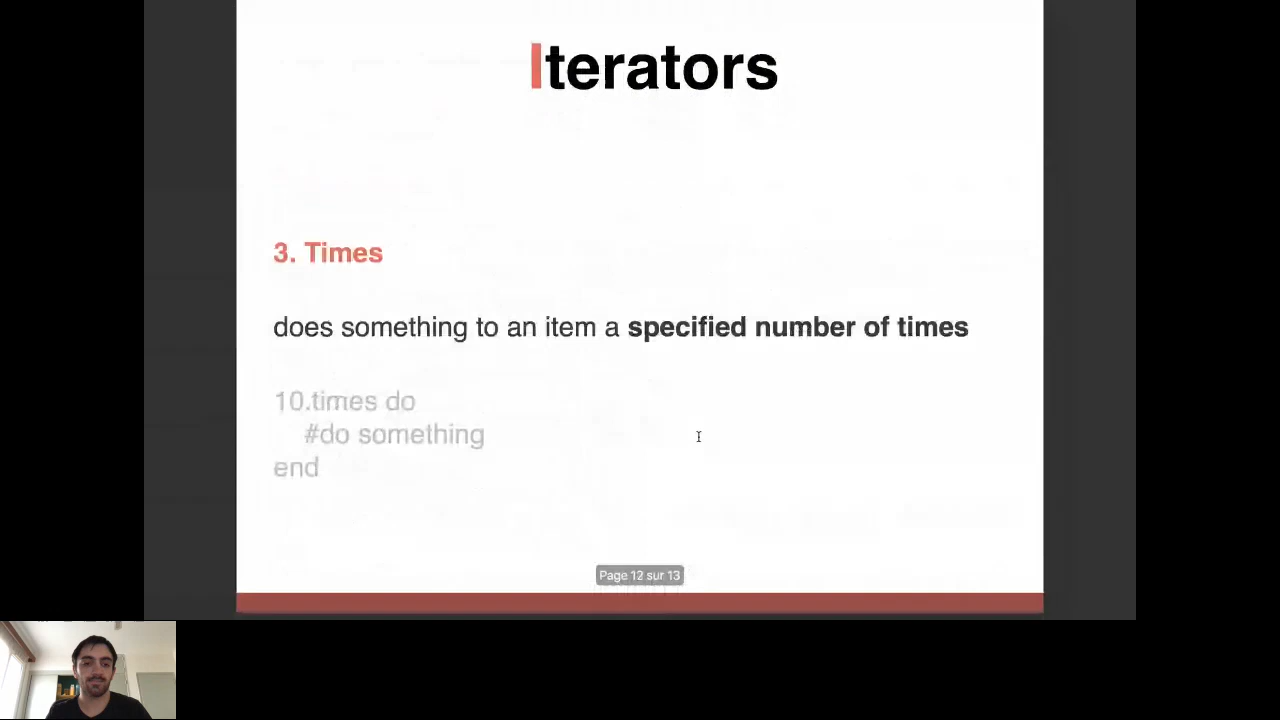 Iterators
3. Times
does something to an item a specified number of times
10.times do
#do something
end
Page 12 sur 13